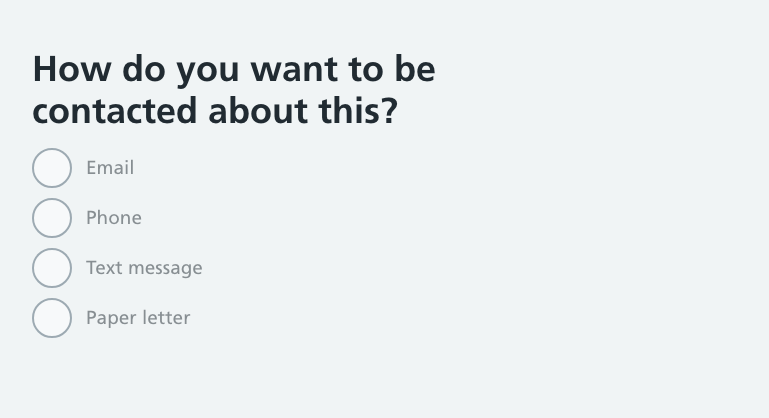 How do you want to be
contacted about this?
Email
Phone
Text message
Paper letter